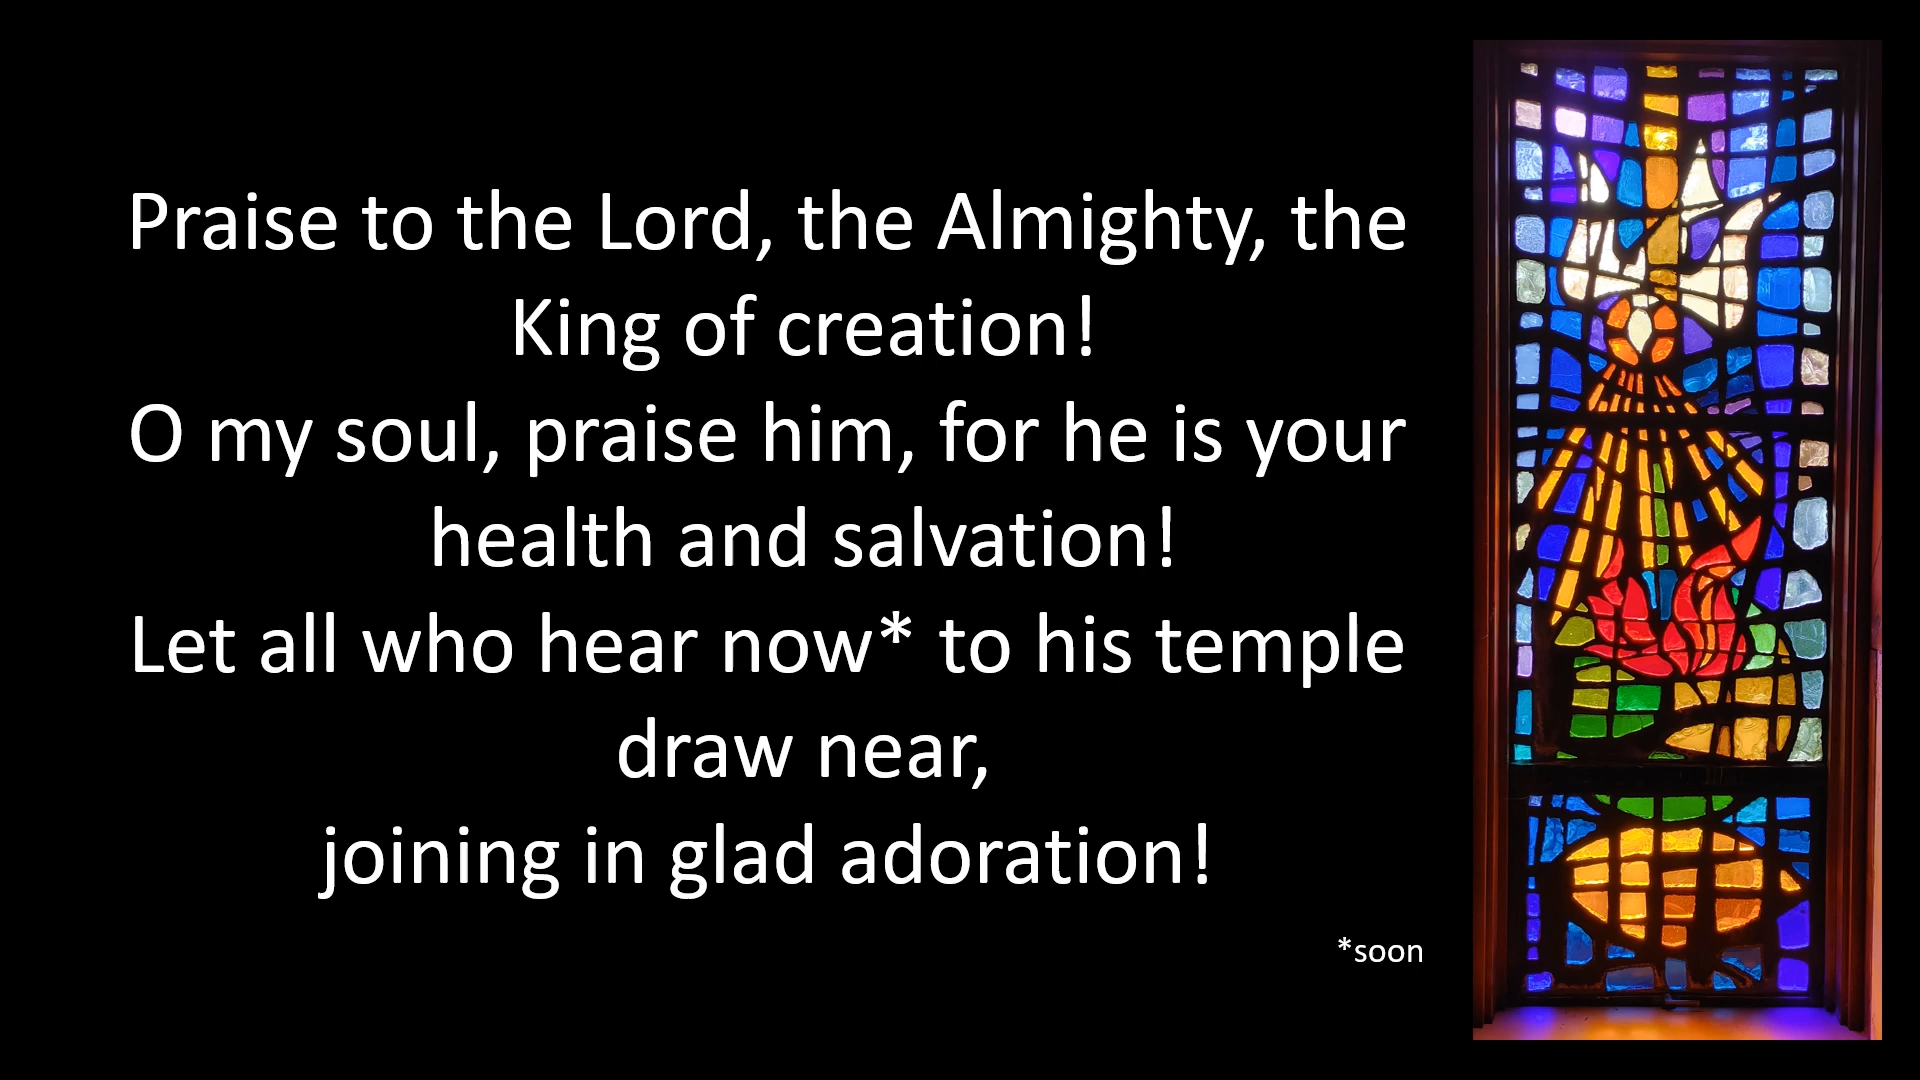 Praise to the Lord, the Almighty, the
King of creation!
O my soul, praise him, for he is your
health and salvation!
Let all who hear now* to his temple
draw near,
joining in glad adoration!
*soon